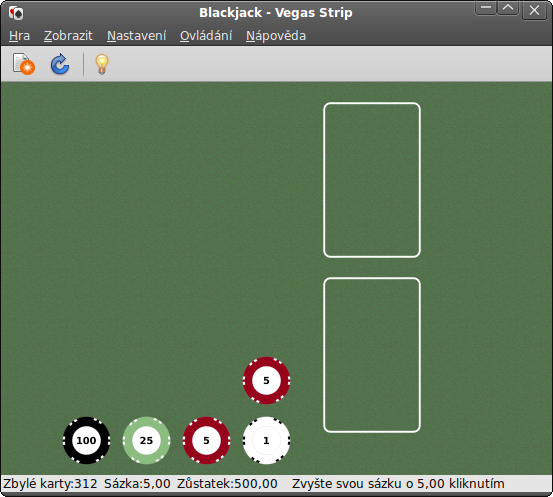 Blackjack - Vegas Strip
Hra Zobrazit Nastavení Ovládání Nápověda
5
100 25 5 1
Zbylé karty:312 Sázka:5,00 Zůstatek:500,00 Zvyšte svou sázku o 5,00 kliknutím